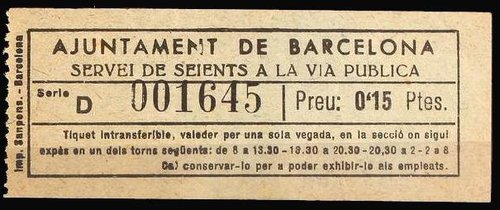 AJUNTAMENT DE BARCELONA
SERVEI DE SEIENTS A LA VIA PUBLICA
Serie D 001645 Preu: 0'15 Ptes.
Tiquet intransferible, valeder per una sola vegada, en la secció on sigui
expès en un dels torns següents: de 8 a 13.30 - 13.30 a 20.30 - 20,30 a 2 - 2 a 8
Cal conservar-lo per a poder exhibir-lo als empleats.
Imp. Sanpons. - Barcelona